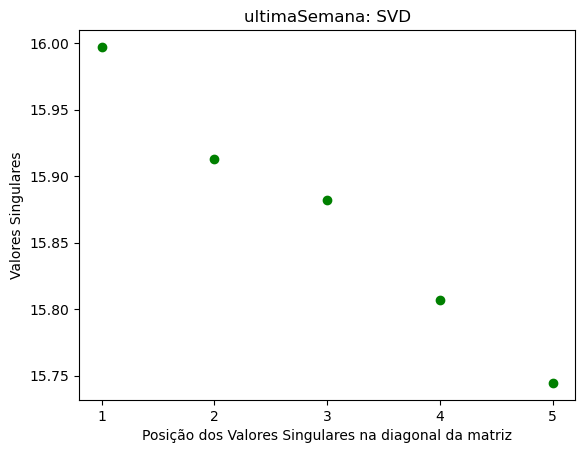 ultimaSemana: SVD
Valores Singulares
16.00
15.95
15.90
15.85
15.80
15.75
1 2 3 4 5
Posição dos Valores Singulares na diagonal da matriz